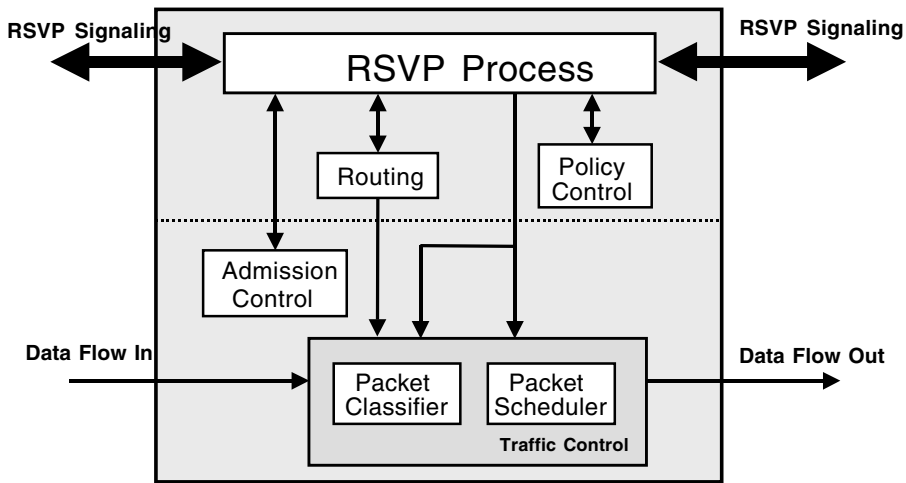 RSVP Signaling
RSVP Signaling
RSVP Process
Routing
Policy
Control
Admission
Control
Data Flow In
Data Flow Out
Packet
Classifier
Packet
Scheduler
Traffic Control